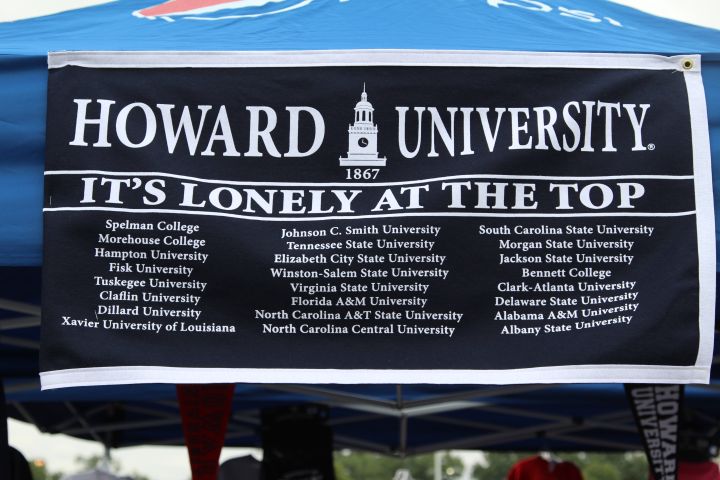 HOWARD UNIVERSITY®
1867
IT'S LONELY AT THE TOP
Spelman College
Morehouse College
Hampton University
Fisk University
Tuskegee University
Claflin University
Dillard University
Xavier University of Louisiana
Johnson C. Smith University
Tennessee State University
Elizabeth City State University
Winston-Salem State University
Virginia State University
Florida A&M University
North Carolina A&T State University
North Carolina Central University
South Carolina State University
Morgan State University
Jackson State University
Bennett College
Clark-Atlanta University
Delaware State University
Alabama A&M University
Albany State University
HOWARD
UNIVERSITY